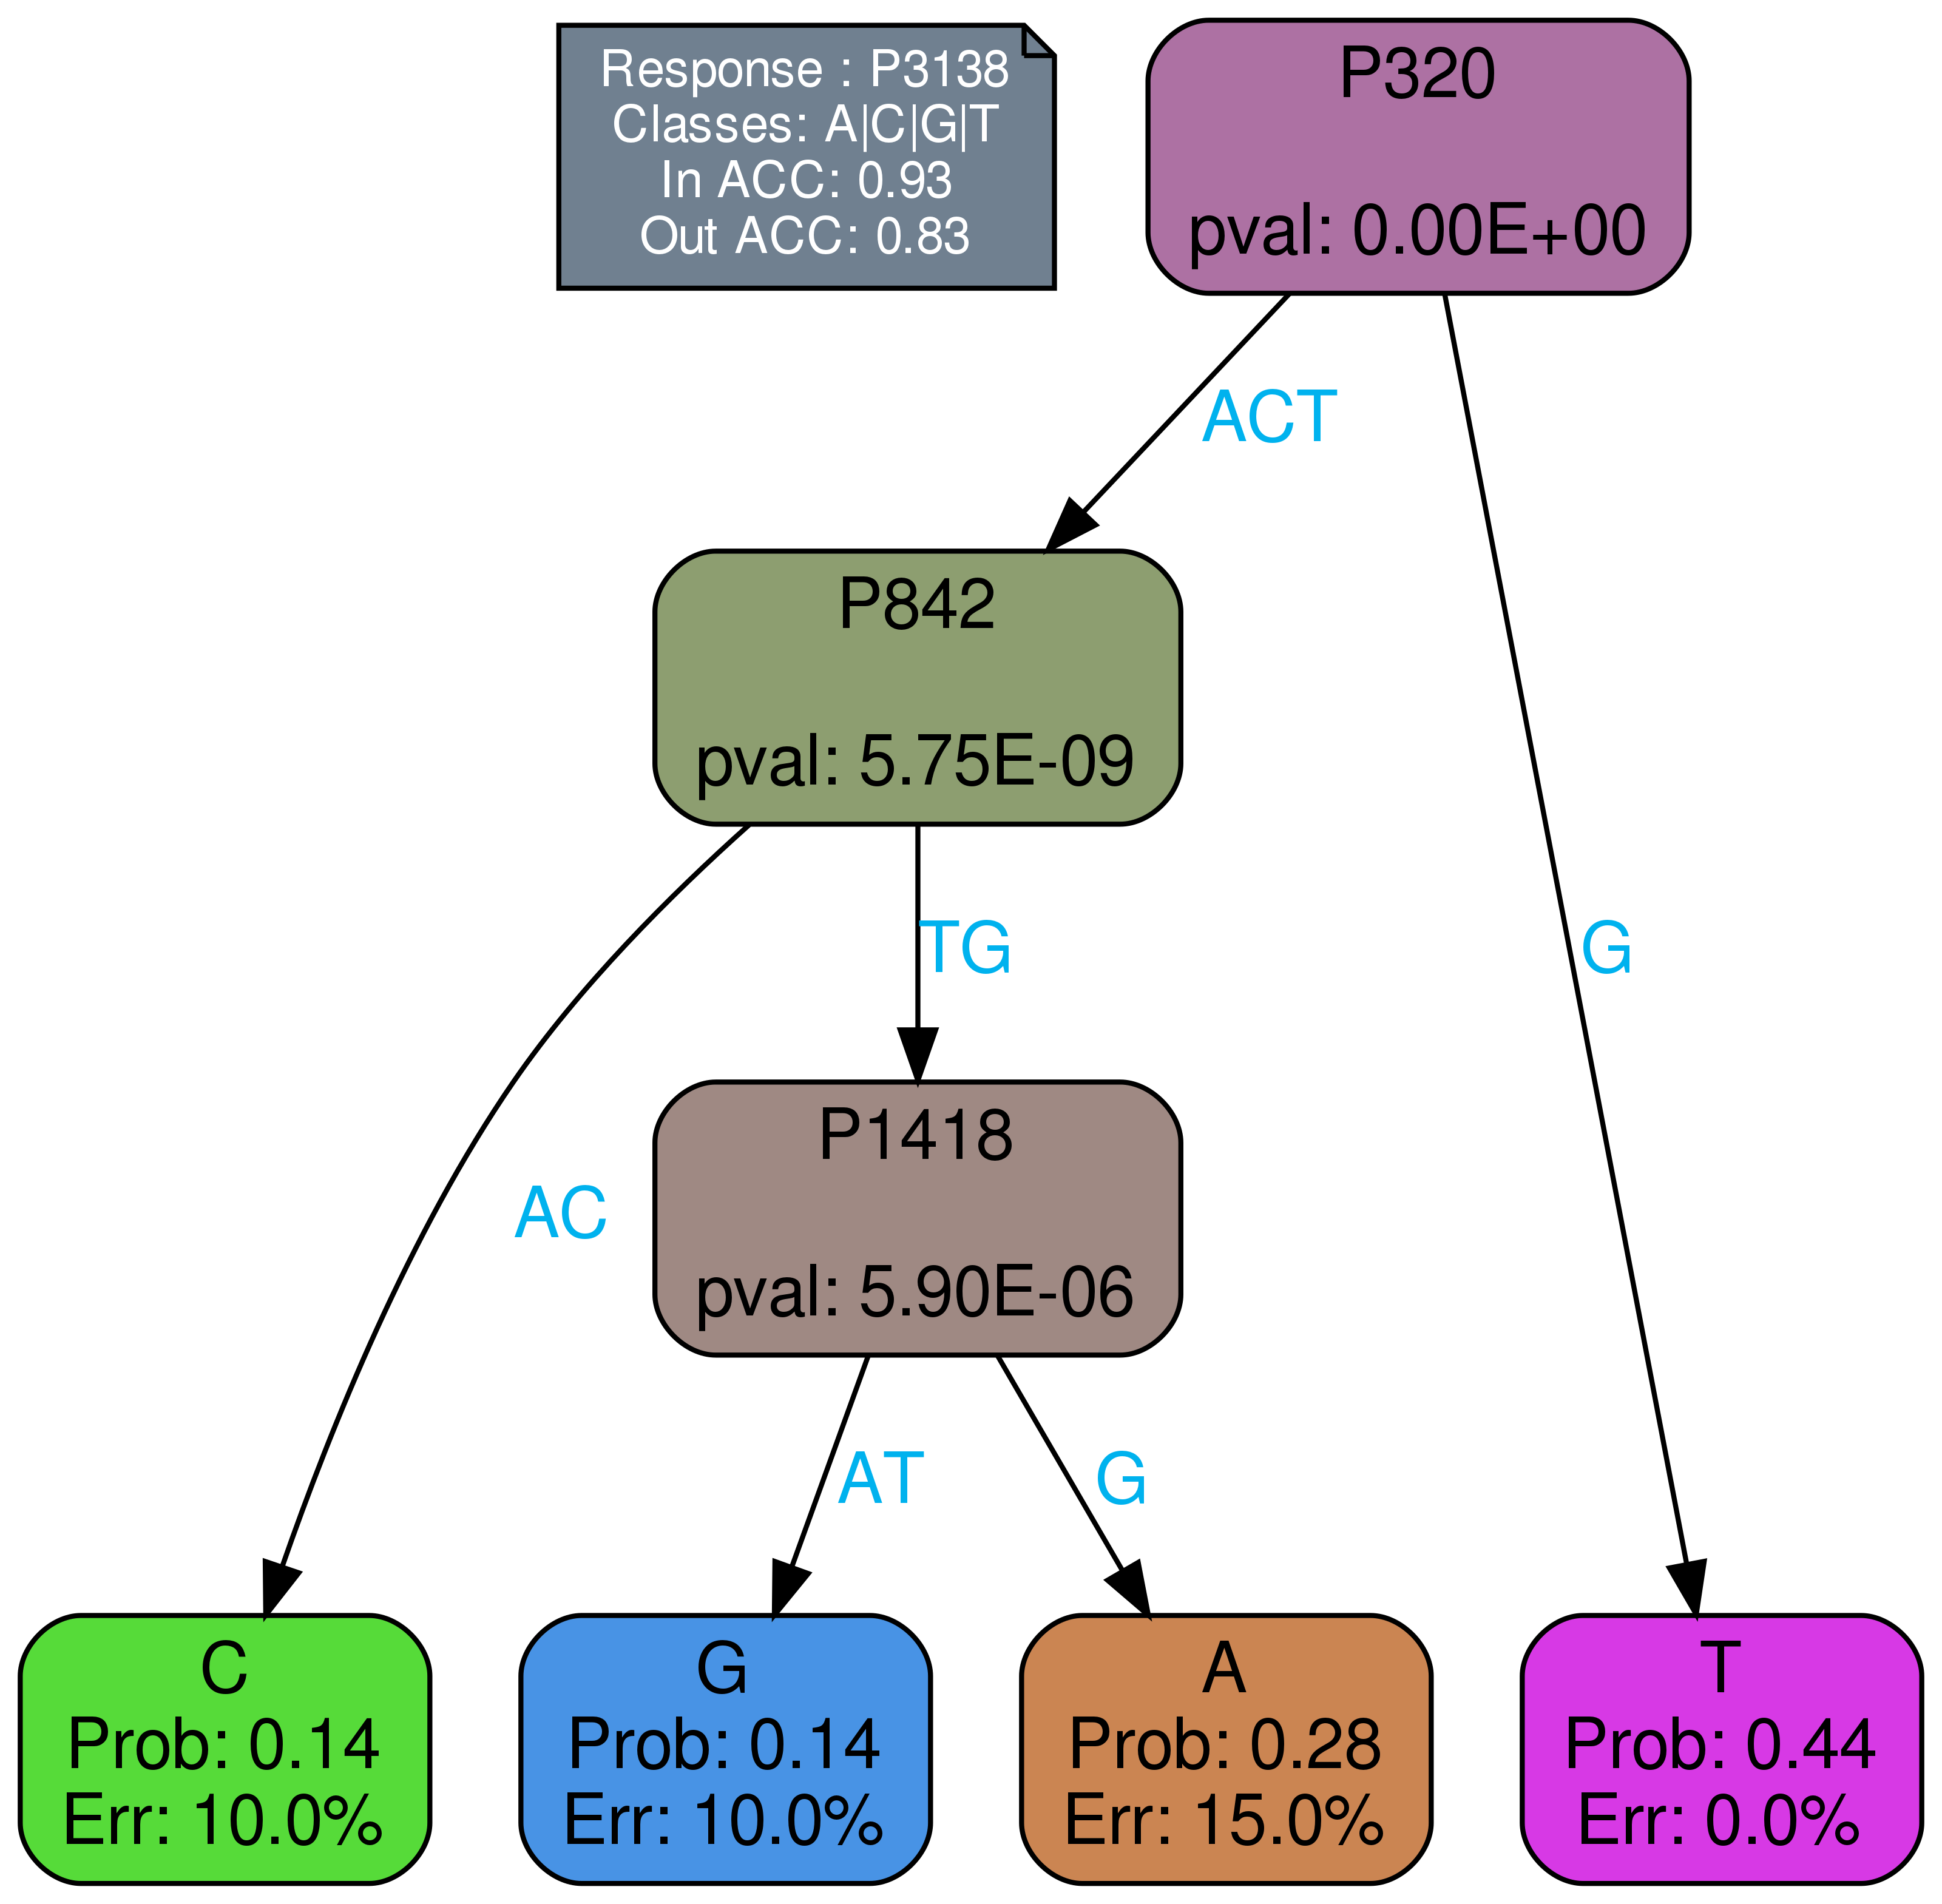 Response : P3138
Classes: A|C|G|T
In ACC: 0.93
Out ACC: 0.83
P320
pval: 0.00E+00
ACT
P842
pval: 5.75E-09
TG
G
P1418
pval: 5.90E-06
AC
AT
G
C
Prob: 0.14
Err: 10.0%
G
Prob: 0.14
Err: 10.0%
A
Prob: 0.28
Err: 15.0%
T
Prob: 0.44
Err: 0.0%